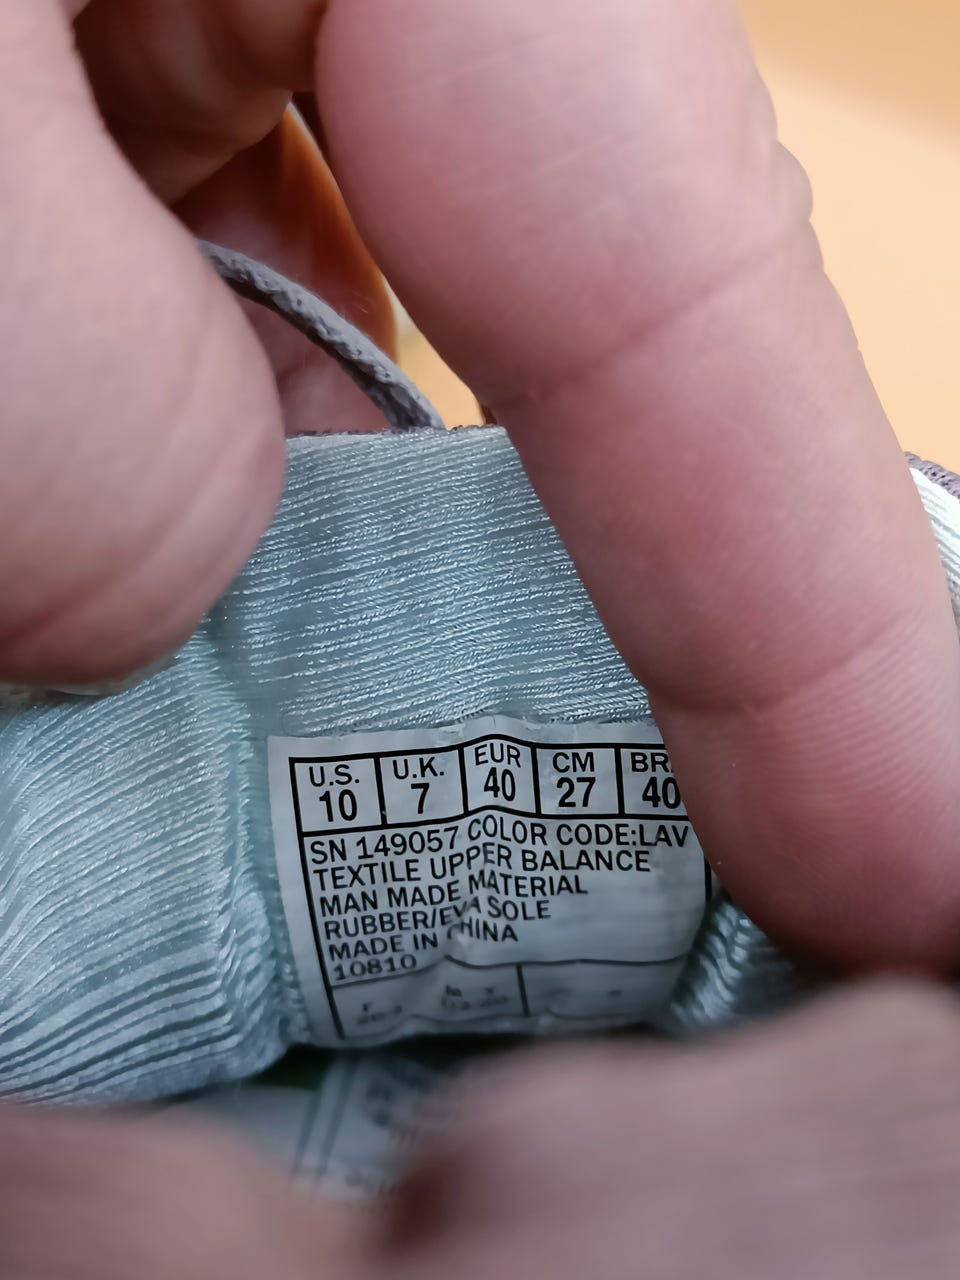 U.S. U.K. EUR CM BR
10 7 40 27 40
SN 149057 COLOR CODE:LAV
TEXTILE UPPER BALANCE
MAN MADE MATERIAL
RUBBER/EVA SOLE
MADE IN CHINA
10810